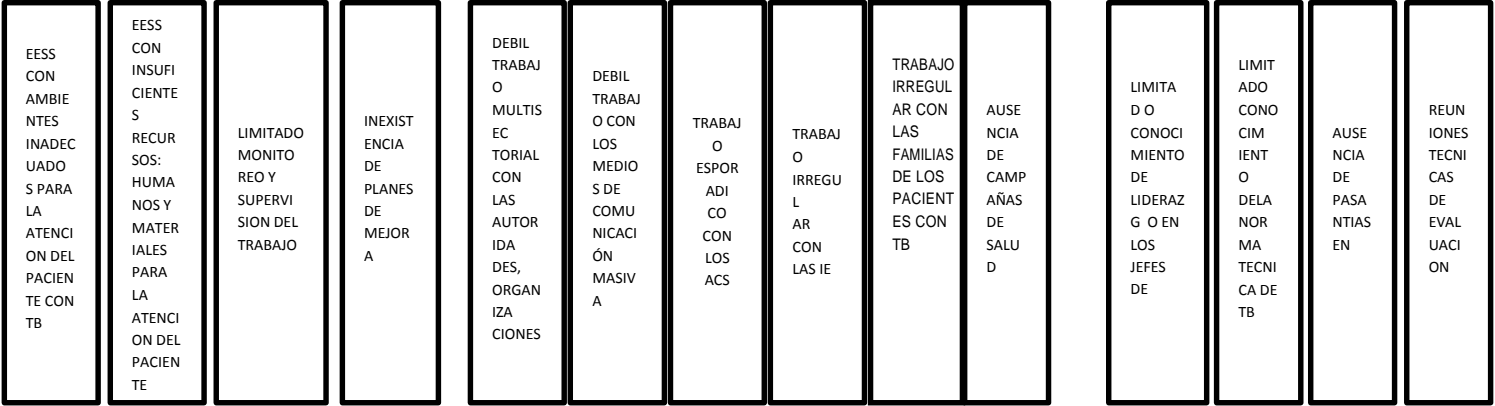 EESS
CON
AMBIE
NTES
INADEC
UADO
S PARA
LA
ATENCI
ON DEL
PACIEN
TE CON
TB
EESS
CON
INSUFI
CIENTE
S
RECUR
SOS:
HUMA
NOS Y
MATER
IALES
PARA
LA
ATENCI
ON DEL
PACIEN
TE
LIMITADO
MONITO
REO Y
SUPERVI
SION DEL
TRABAJO
INEXIST
ENCIA
DE
PLANES
DE
MEJOR
A
DEBIL
TRABAJ
O
MULTIS
EC
TORIAL
CON
LAS
AUTOR
IDA
DES,
ORGAN
IZA
CIONES
DEBIL
TRABAJ
O CON
LOS
MEDIO
S DE
COMU
NICACI
ÓN
MASIV
A
TRABAJ
O
ESPOR
ADI
CO
CON
LOS
ACS
TRABAJ
O
IRREGU
L
AR
CON
LAS IE
TRABAJO
IRREGUL
AR CON
LAS
FAMILIAS
DE LOS
PACIENT
ES CON
TB
AUSE
NCIA
DE
CAMP
AÑAS
DE
SALU
D
LIMITA
D O
CONOCI
MIENTO
DE
LIDERAZ
G O EN
LOS
JEFES
DE
LIMIT
ADO
CONO
CIM
IENT
O
DELA
NOR
MA
TECNI
CA DE
TB
AUSE
NCIA
DE
PASA
NTIAS
EN
REUN
IONES
TECNI
CAS
DE
EVAL
UACI
ON